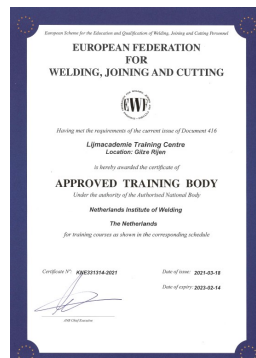 European Scheme for the Education and Qualification of Welding, Joining and Cutting Personnel
EUROPEAN FEDERATION
FOR
WELDING, JOINING AND CUTTING
EWF
Having met the requirements of the current issue of Document 416
Lijmacademie Training Centre
Location: Gilze Rijen
is hereby awarded the certificate of
APPROVED TRAINING BODY
Under the authority of the Authorised National Body
Netherlands Institute of Welding
The Netherlands
for training courses as shown in the corresponding schedule
Certificate Nº: KNE331314-2021
Date of issue: 2021-03-18
Date of expiry: 2023-02-14
ANB Chief Executive